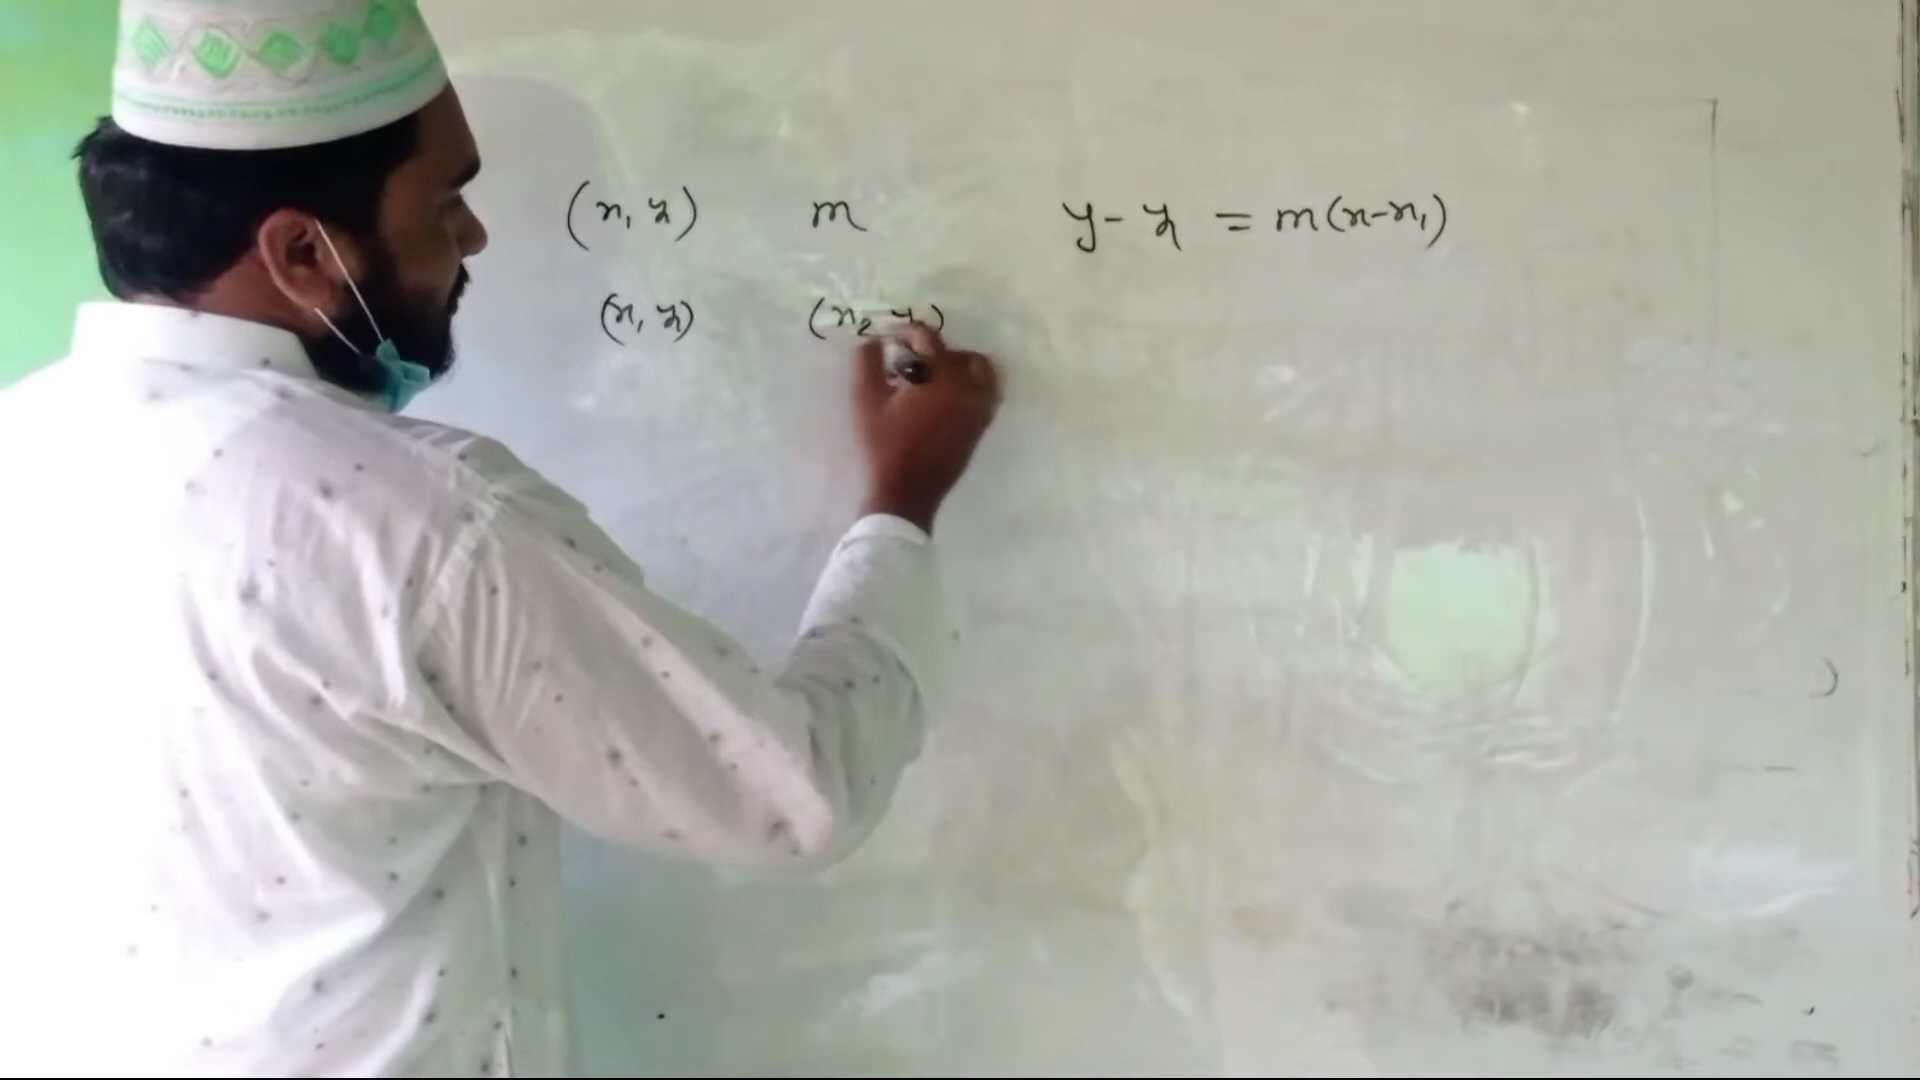 (x₁ y₁) m y - y₁ = m(x-x₁)
(x₁ y₁) (x₂ y₂)